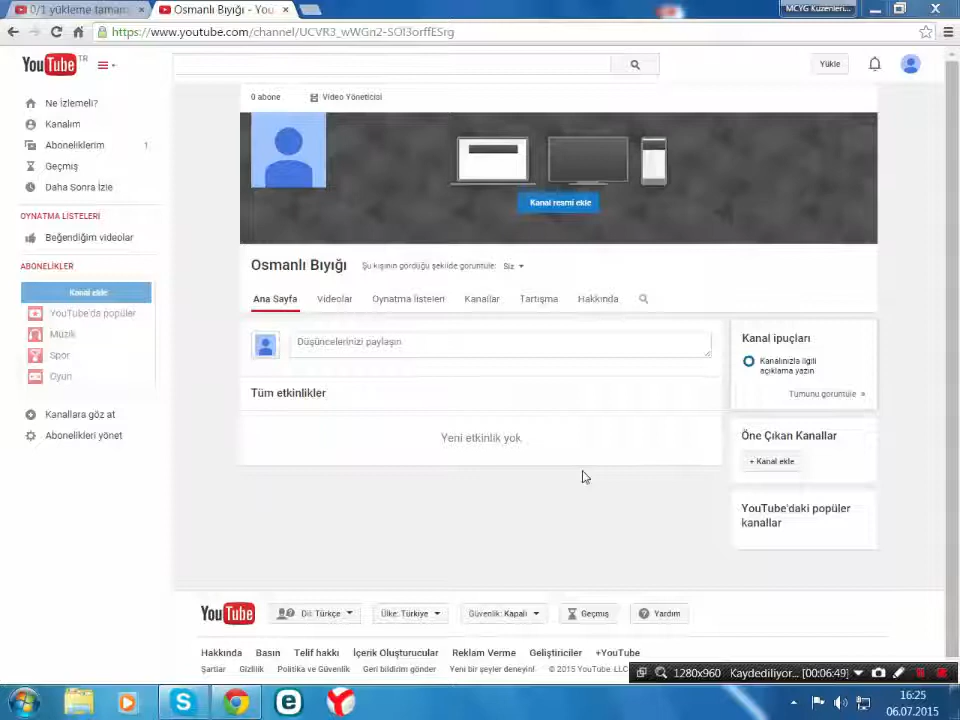 0/1 yükleme tamam
Osmanlı Bıyığı - You
MCYG Kuzenleri...
https://www.youtube.com/channel/UCVR3_wWGn2-SOI3orffESrg
YouTube TR
Yükle
Ne İzlemeli?
Kanalım
Aboneliklerim 1
Geçmiş
Daha Sonra İzle
OYNATMA LİSTELERİ
Beğendiğim videolar
ABONELİKLER
Kanal ekle
YouTube'da popüler
Müzik
Spor
Oyun
Kanallara göz at
Abonelikleri yönet
0 abone Video Yöneticisi
Kanal resmi ekle
Osmanlı Bıyığı Şu kişinin gördüğü şekilde görüntüle: Siz
Ana Sayfa Videolar Oynatma listeleri Kanallar Tartışma Hakkında
Düşüncelerinizi paylaşın
Tüm etkinlikler
Yeni etkinlik yok
Kanal ipuçları
Kanalınızla ilgili
açıklama yazın
Tümünü görüntüle »
Öne Çıkan Kanallar
+ Kanal ekle
YouTube'daki popüler
kanallar
YouTube Dil: Türkçe Ülke: Türkiye Güvenlik: Kapalı Geçmiş Yardım
Hakkında Basın Telif hakkı İçerik Oluşturucular Reklam Verme Geliştiriciler +YouTube
Şartlar Gizlilik Politika ve Güvenlik Geri bildirim gönder Yeni bir şeyler deneyin! © 2015 YouTube, LLC
1280x960 Kaydediliyor... [00:06:49]
16:25
06.07.2015